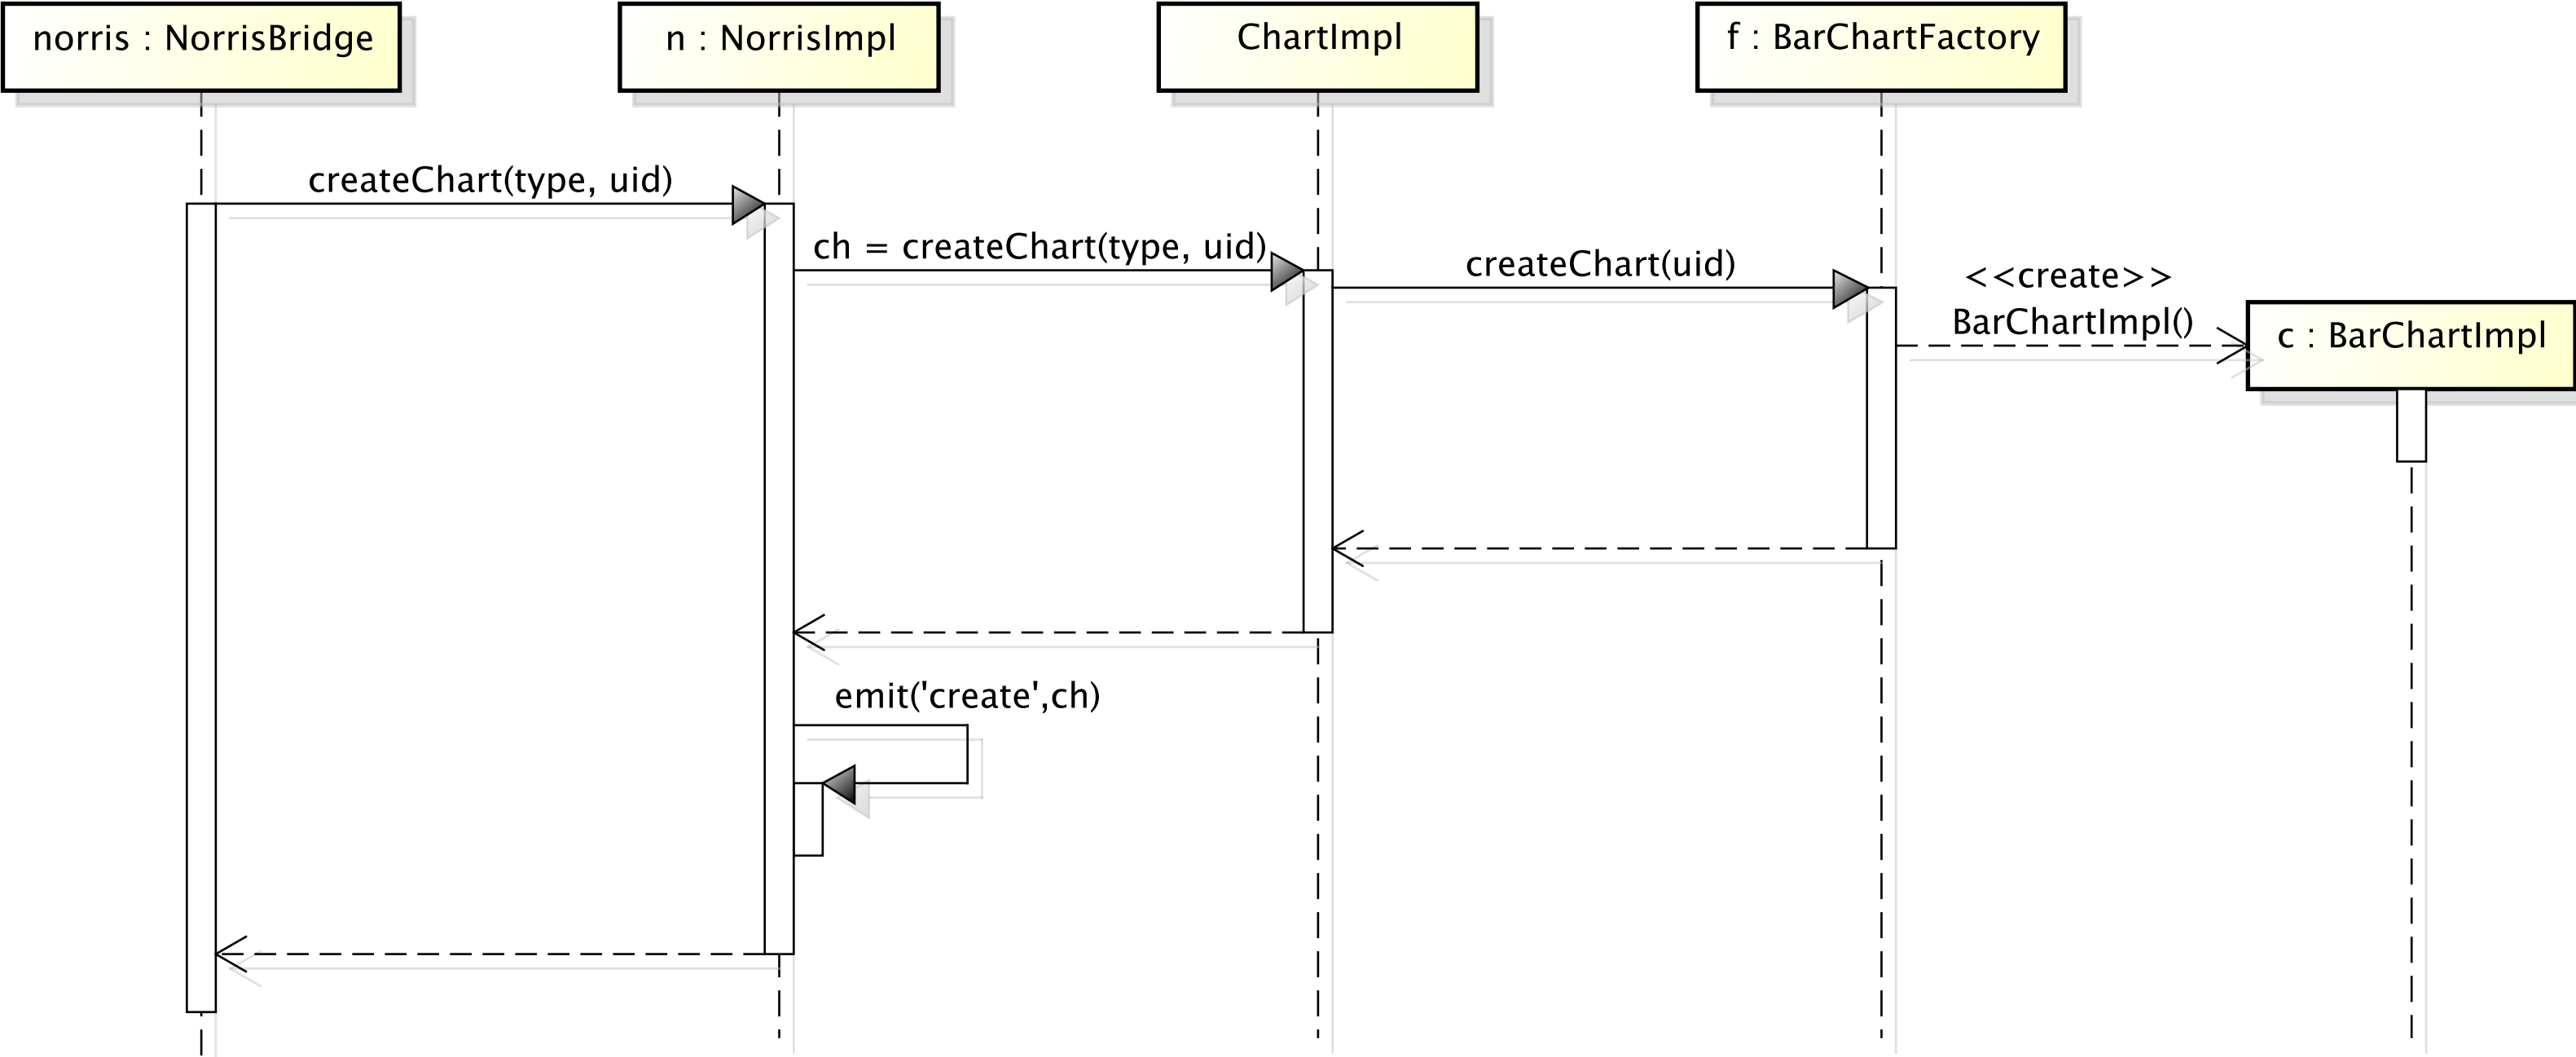 norris : NorrisBridge
n : NorrisImpl
ChartImpl
f : BarChartFactory
createChart(type, uid)
ch = createChart(type, uid)
createChart(uid)
<<create>>
BarChartImpl()
c : BarChartImpl
emit('create',ch)